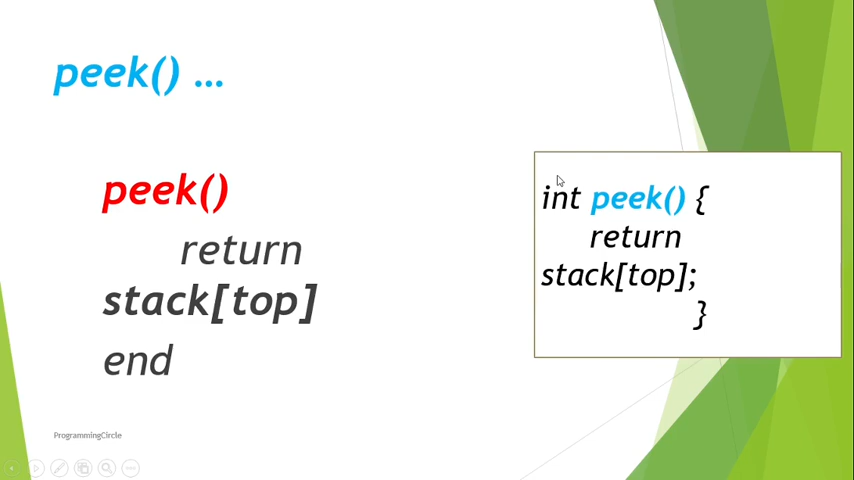 peek() …
peek()
return
stack[top]
end
int peek() {
return
stack[top];
}
ProgrammingCircle